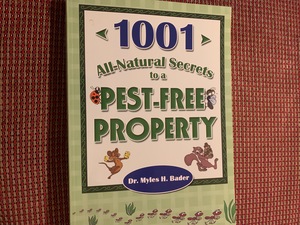 1001
All-Natural Secrets
to a
PEST-FREE
PROPERTY
Dr. Myles H. Bader